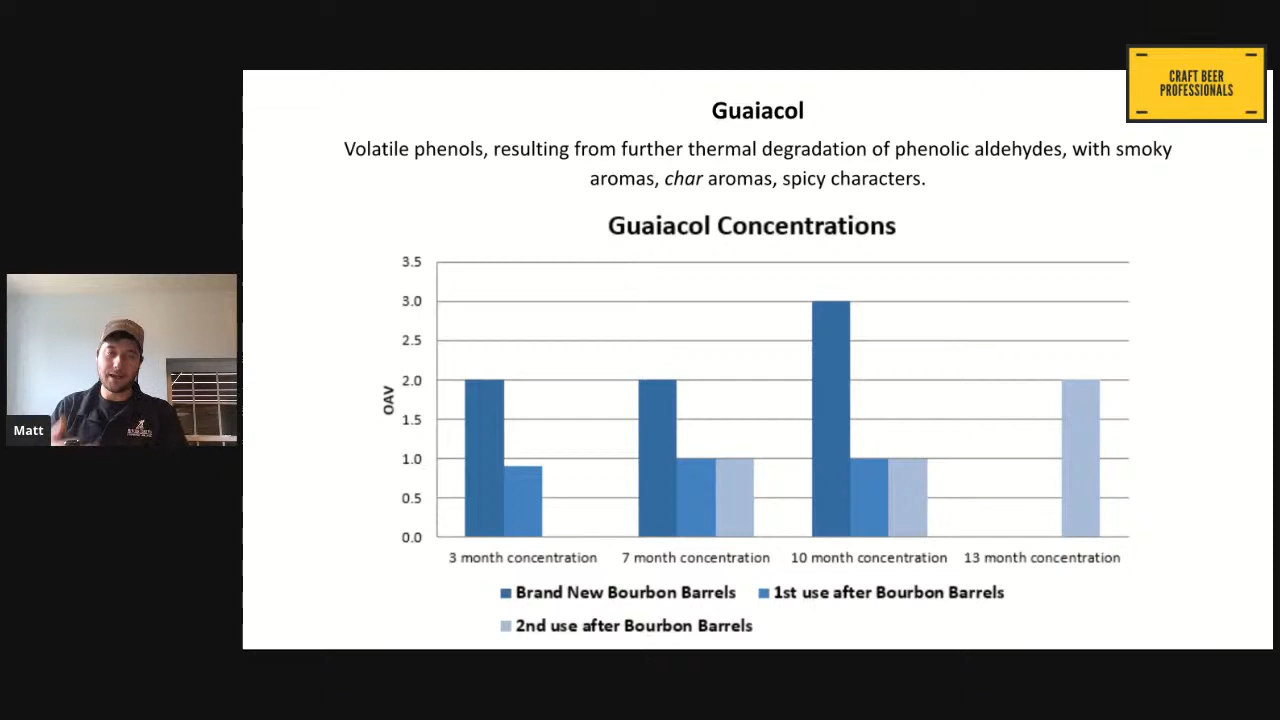 CRAFT BEER
PROFESSIONALS
Guaiacol
Volatile phenols, resulting from further thermal degradation of phenolic aldehydes, with smoky
aromas, char aromas, spicy characters.
Guaiacol Concentrations
3.5
3.0
2.5
2.0
1.5
1.0
0.5
0.0
OAV
3 month concentration 7 month concentration 10 month concentration 13 month concentration
Brand New Bourbon Barrels 1st use after Bourbon Barrels
2nd use after Bourbon Barrels
Matt